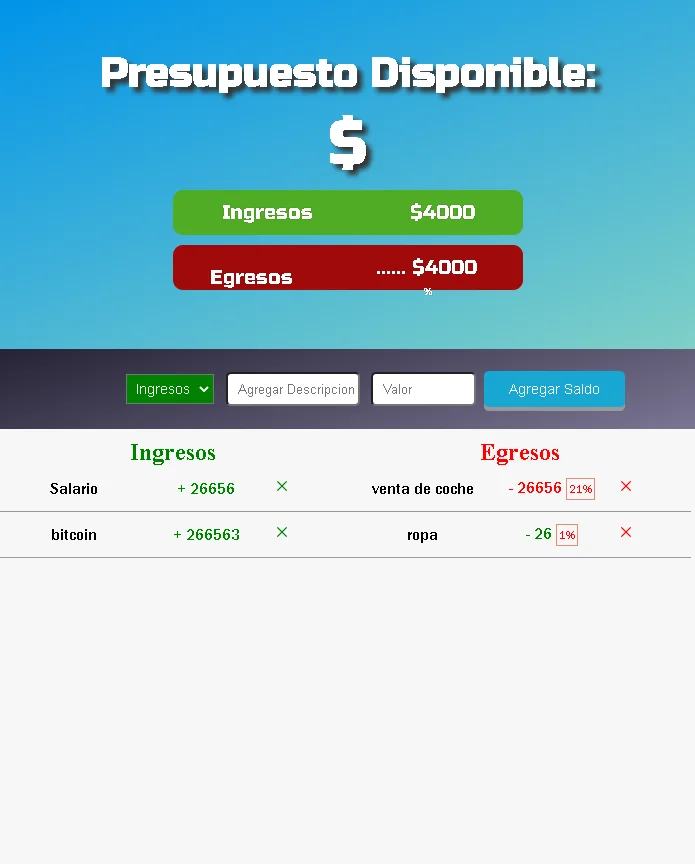 Presupuesto Disponible:
$
Ingresos $4000
Egresos ...... $4000
%
Ingresos Agregar Descripcion Valor Agregar Saldo
Ingresos Egresos
Salario + 26656 × venta de coche - 26656 21% ×
bitcoin + 266563 × ropa - 26 1% ×